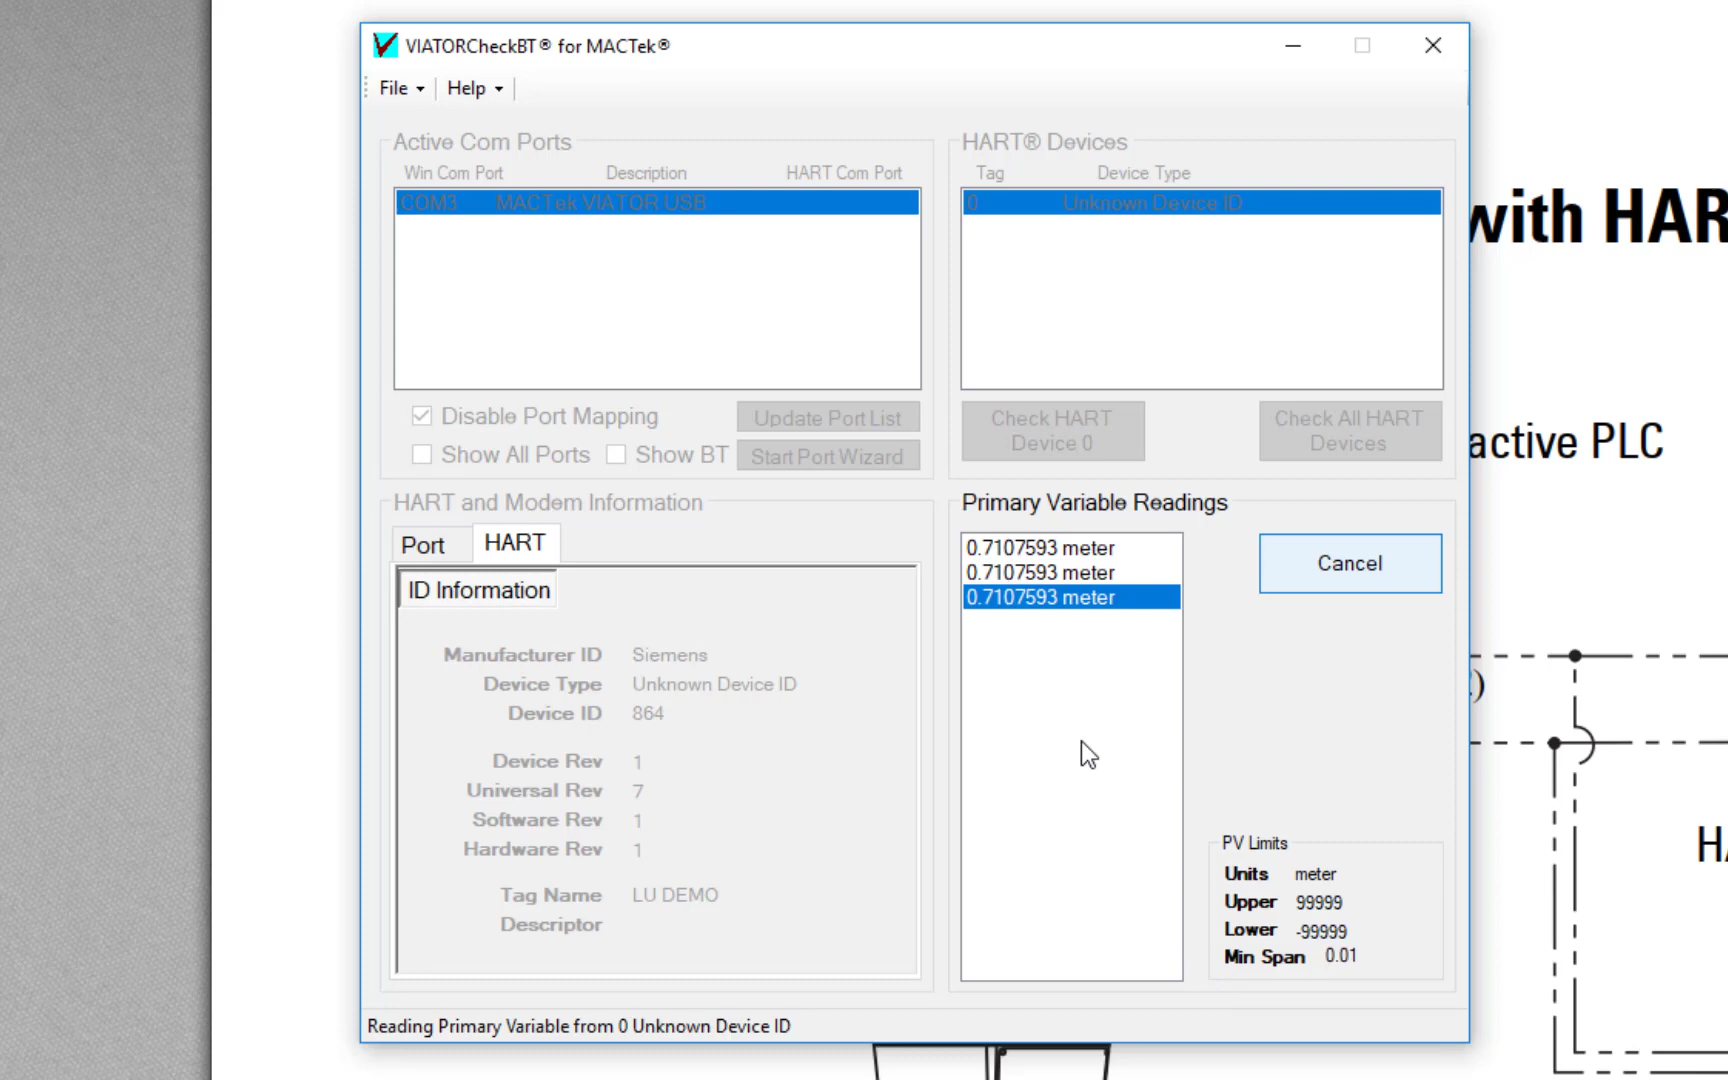 VIATORCheckBT® for MACTek®
File Help
Active Com Ports
Win Com Port Description HART Com Port
COM3 MACTek VIATOR USB
Disable Port Mapping
Update Port List
Show All Ports Show BT
Start Port Wizard
HART® Devices
Tag Device Type
0 Unknown Device ID
Check HART
Device 0
Check All HART
Devices
HART and Modem Information
Port HART
ID Information
Manufacturer ID Siemens
Device Type Unknown Device ID
Device ID 864
Device Rev 1
Universal Rev 7
Software Rev 1
Hardware Rev 1
Tag Name LU DEMO
Descriptor
Primary Variable Readings
0.7107593 meter
0.7107593 meter
0.7107593 meter
Cancel
PV Limits
Units meter
Upper 99999
Lower -99999
Min Span 0.01
Reading Primary Variable from 0 Unknown Device ID
with HAR
active PLC